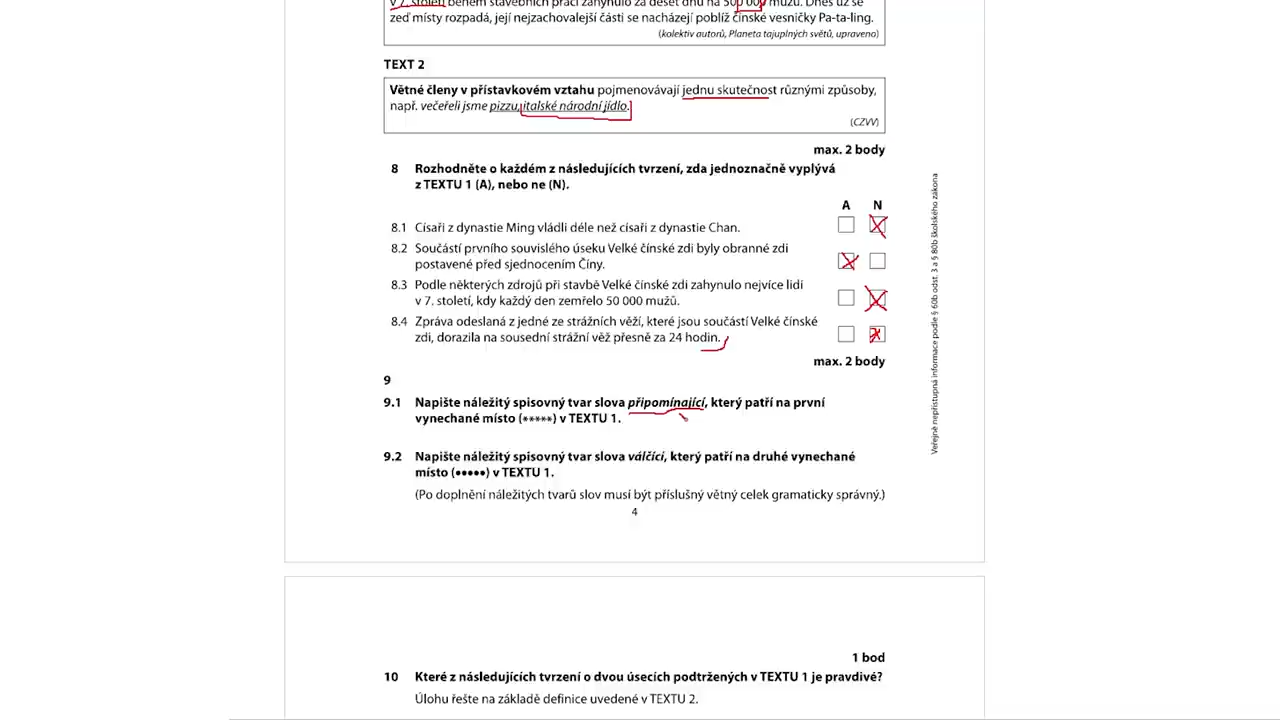 v 7. století během stavebních prací zahynulo za deset dnů na 500 000 mužů. Dnes už se
zeď místy rozpadá, její nejzachovalejší části se nacházejí poblíž čínské vesničky Pa-ta-ling.
(kolektiv autorů, Planeta tajuplných světů, upraveno)
TEXT 2
Větné členy v přístavkovém vztahu pojmenovávají jednu skutečnost různými způsoby,
např. večeřeli jsme pizzu, italské národní jídlo.
(CZVV)
max. 2 body
8 Rozhodněte o každém z následujících tvrzení, zda jednoznačně vyplývá
z TEXTU 1 (A), nebo ne (N).
A N
8.1 Císaři z dynastie Ming vládli déle než císaři z dynastie Chan.
8.2 Součástí prvního souvislého úseku Velké čínské zdi byly obranné zdi
postavené před sjednocením Číny.
8.3 Podle některých zdrojů při stavbě Velké čínské zdi zahynulo nejvíce lidí
v 7. století, kdy každý den zemřelo 50 000 mužů.
8.4 Zpráva odeslaná z jedné ze strážních věží, které jsou součástí Velké čínské
zdi, dorazila na sousední strážní věž přesně za 24 hodin.
max. 2 body
9
9.1 Napište náležitý spisovný tvar slova připomínající, který patří na první
vynechané místo (*****) v TEXTU 1.
9.2 Napište náležitý spisovný tvar slova válčící, který patří na druhé vynechané
místo (•••••) v TEXTU 1.
(Po doplnění náležitých tvarů slov musí být příslušný větný celek gramaticky správný.)
4
Veřejně nepřístupná informace podle § 60b odst. 3 a § 80b školského zákona
1 bod
10 Které z následujících tvrzení o dvou úsecích podtržených v TEXTU 1 je pravdivé?
Úlohu řešte na základě definice uvedené v TEXTU 2.